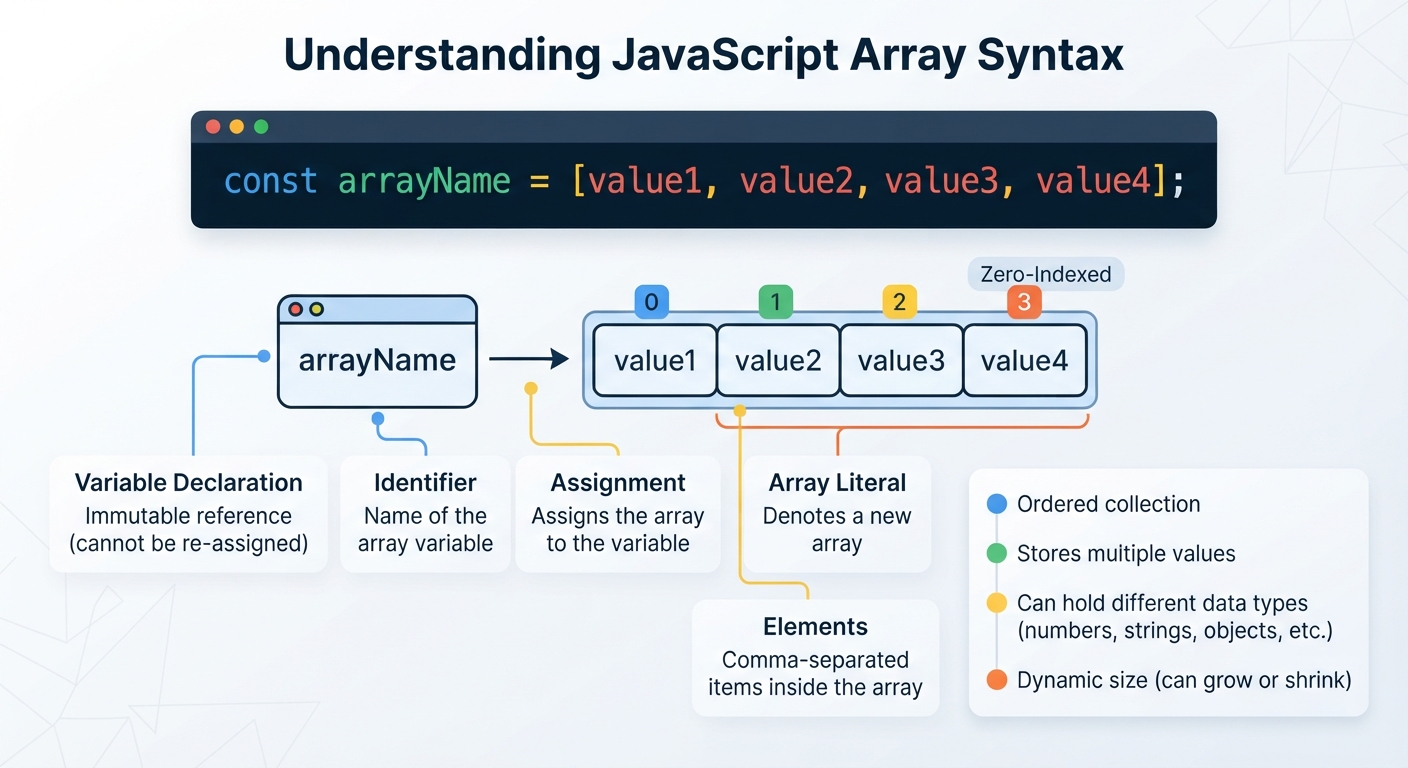 Understanding JavaScript Array Syntax
const arrayName = [value1, value2, value3, value4];
Zero-Indexed
0 1 2 3
arrayName
value1 value2 value3 value4
Variable Declaration
Immutable reference
(cannot be re-assigned)
Identifier
Name of the
array variable
Assignment
Assigns the array
to the variable
Array Literal
Denotes a new
array
Elements
Comma-separated
items inside the array
Ordered collection
Stores multiple values
Can hold different data types
(numbers, strings, objects, etc.)
Dynamic size (can grow or shrink)